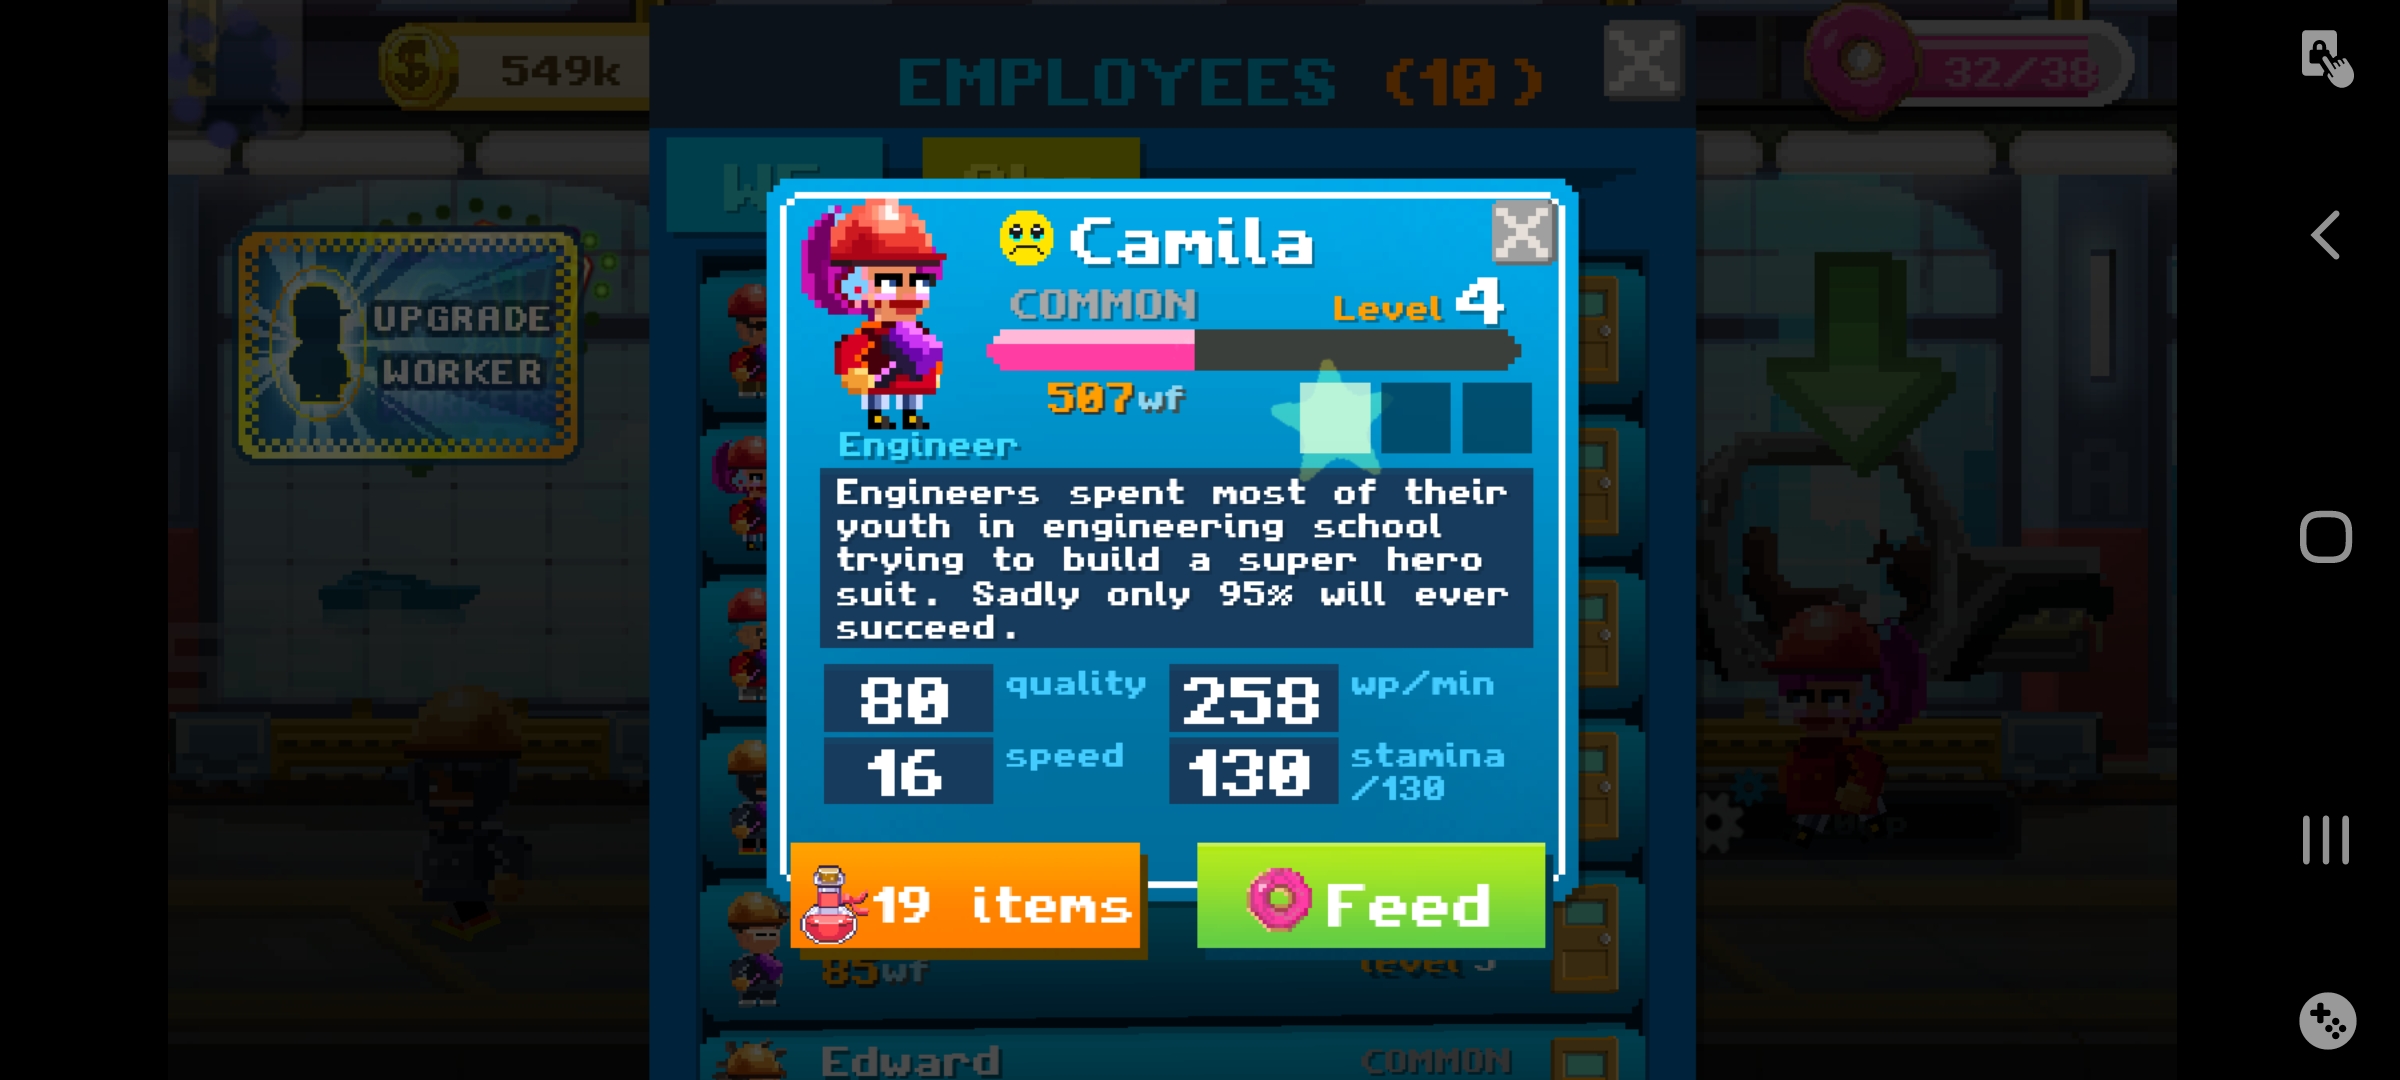 549k
EMPLOYEES (10)
32/38
UPGRADE
WORKER
Camila
COMMON
Level 4
507wf
Engineer
Engineers spent most of their
youth in engineering school
trying to build a super hero
suit. Sadly only 95% will ever
succeed.
80 quality
258 wp/min
16 speed
130 stamina
/130
19 items
Feed
85wf
level
Edward
COMMON